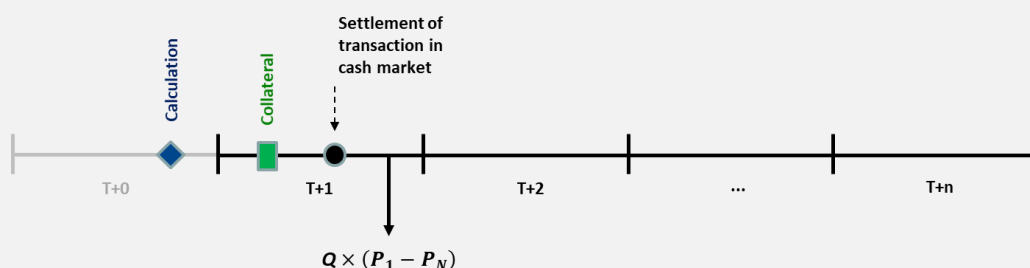 Settlement of
transaction in
cash market
Calculation
Collateral
T+0
T+1
T+2
...
T+n
Q × (P₁ − P_N)